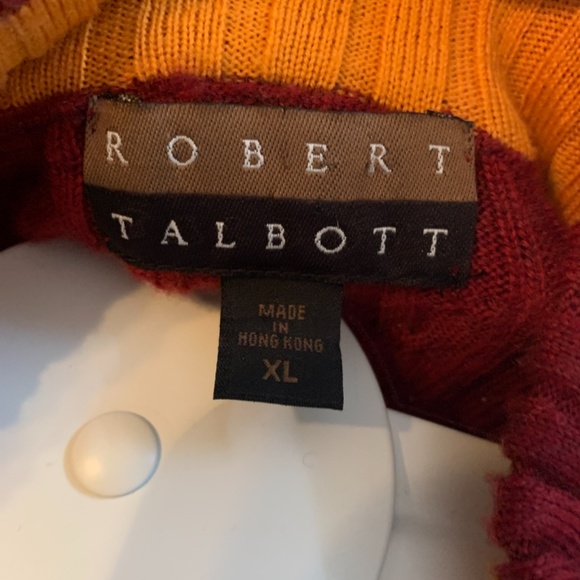 ROBERT
TALBOTT
MADE
IN
HONG KONG
XL